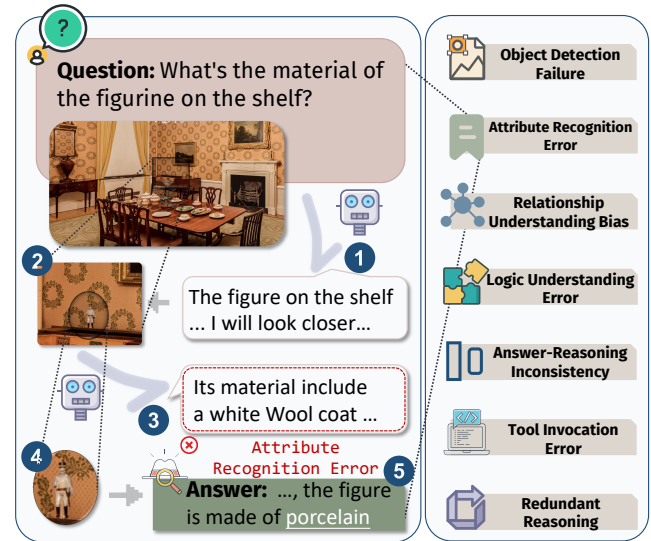 ?
Question: What's the material of
the figurine on the shelf?
1
2
The figure on the shelf
... I will look closer...
Its material include
a white Wool coat ...
3
4
Attribute
Recognition Error
5
Answer: ..., the figure
is made of porcelain
Object Detection
Failure
Attribute Recognition
Error
Relationship
Understanding Bias
Logic Understanding
Error
Answer-Reasoning
Inconsistency
</>
Tool Invocation
Error
Redundant
Reasoning